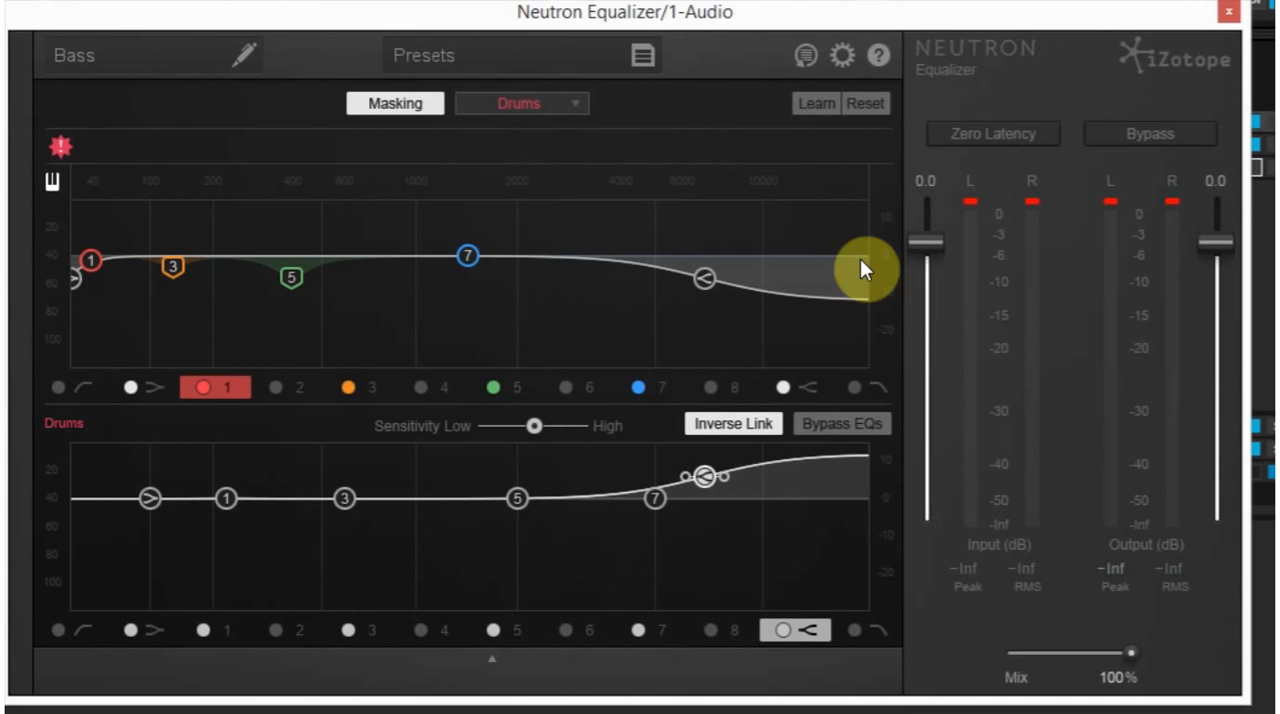 Neutron Equalizer/1-Audio
x
Bass
Presets
?
NEUTRON
Equalizer
iZotope
Masking
Drums
Learn
Reset
Zero Latency
Bypass
!
40 100 200 400 600 1000 2000 4000 6000 10000
0.0 L R L R 0.0
20 10
40
60
80 -20
100
1 3 5 7
0 0
-3 -3
-6 -6
-10 -10
-15 -15
-20 -20
-30 -30
-40 -40
-50 -50
-Inf -Inf
1 2 3 4 5 6 7 8
Drums
Sensitivity Low
High
Inverse Link
Bypass EQs
20 10
40 0
60 -10
80
100 -20
1 3 5 7
Input (dB) Output (dB)
-Inf -Inf -Inf -Inf
Peak RMS Peak RMS
1 2 3 4 5 6 7 8
Mix 100%